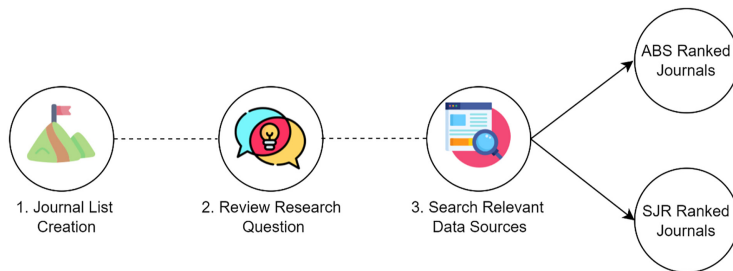 ABS Ranked
Journals
1. Journal List
Creation
2. Review Research
Question
3. Search Relevant
Data Sources
SJR Ranked
Journals